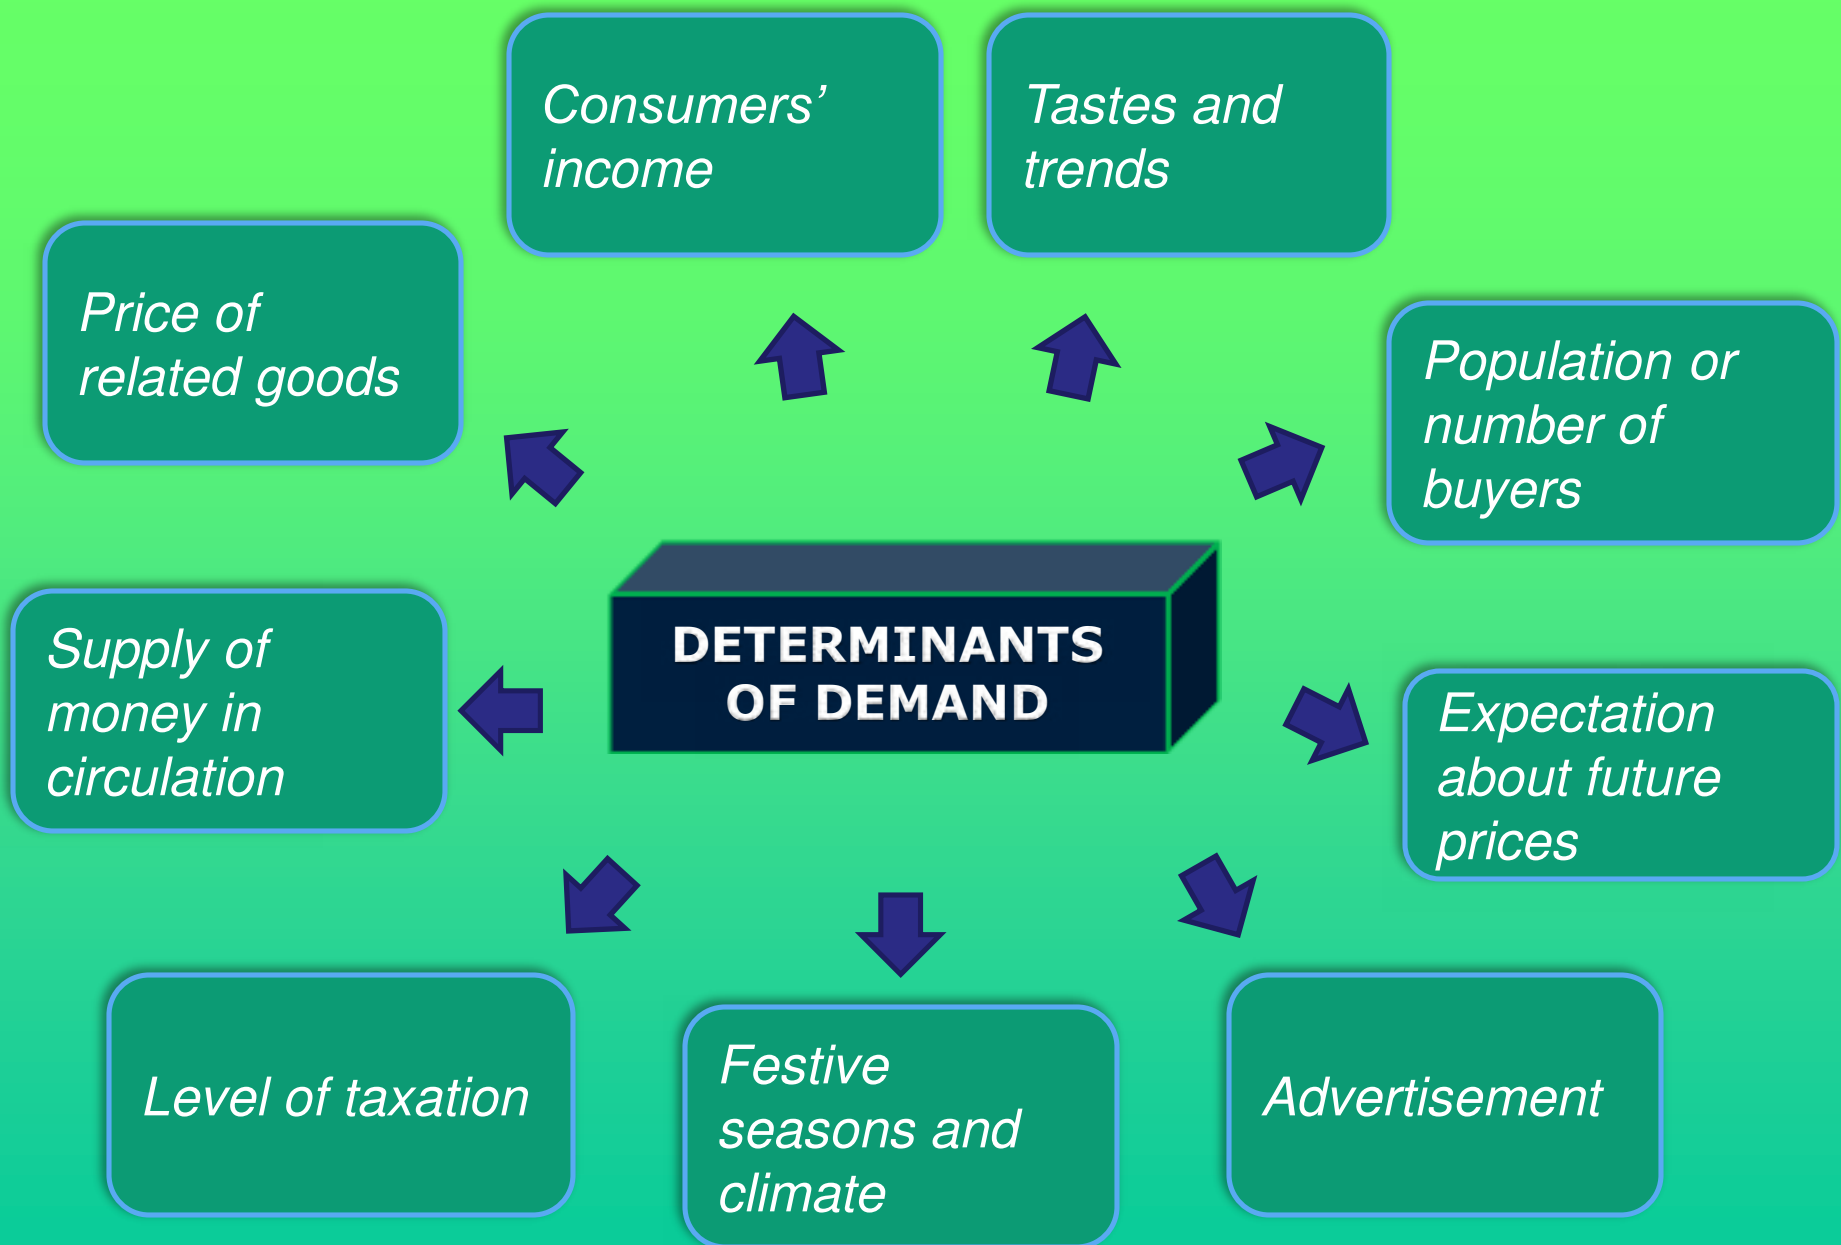 Consumers’
income
Tastes and
trends
Price of
related goods
Population or
number of
buyers
DETERMINANTS
OF DEMAND
Supply of
money in
circulation
Expectation
about future
prices
Level of taxation
Festive
seasons and
climate
Advertisement